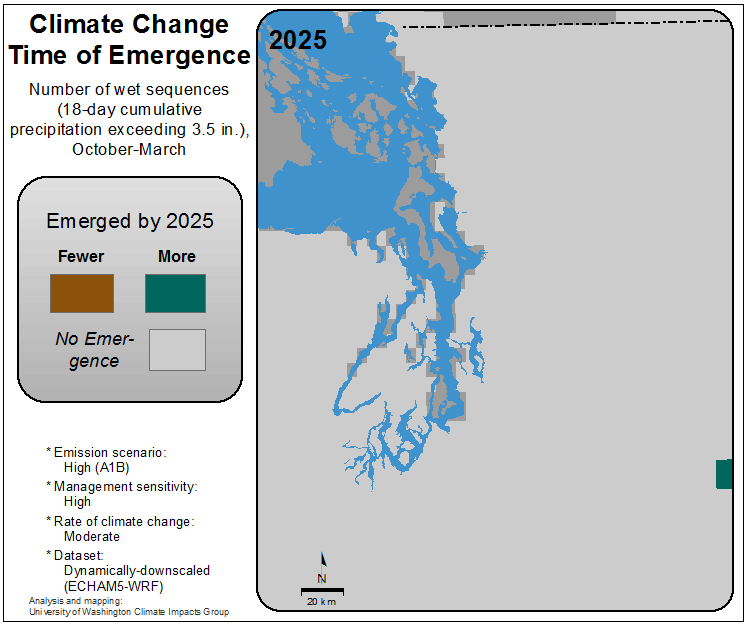 Climate Change
Time of Emergence
Number of wet sequences
(18-day cumulative
precipitation exceeding 3.5 in.),
October-March
Emerged by 2025
Fewer More
No Emer-
gence
* Emission scenario:
High (A1B)
* Management sensitivity:
High
* Rate of climate change:
Moderate
* Dataset:
Dynamically-downscaled
(ECHAM5-WRF)
Analysis and mapping:
University of Washington Climate Impacts Group
2025
N
20 km